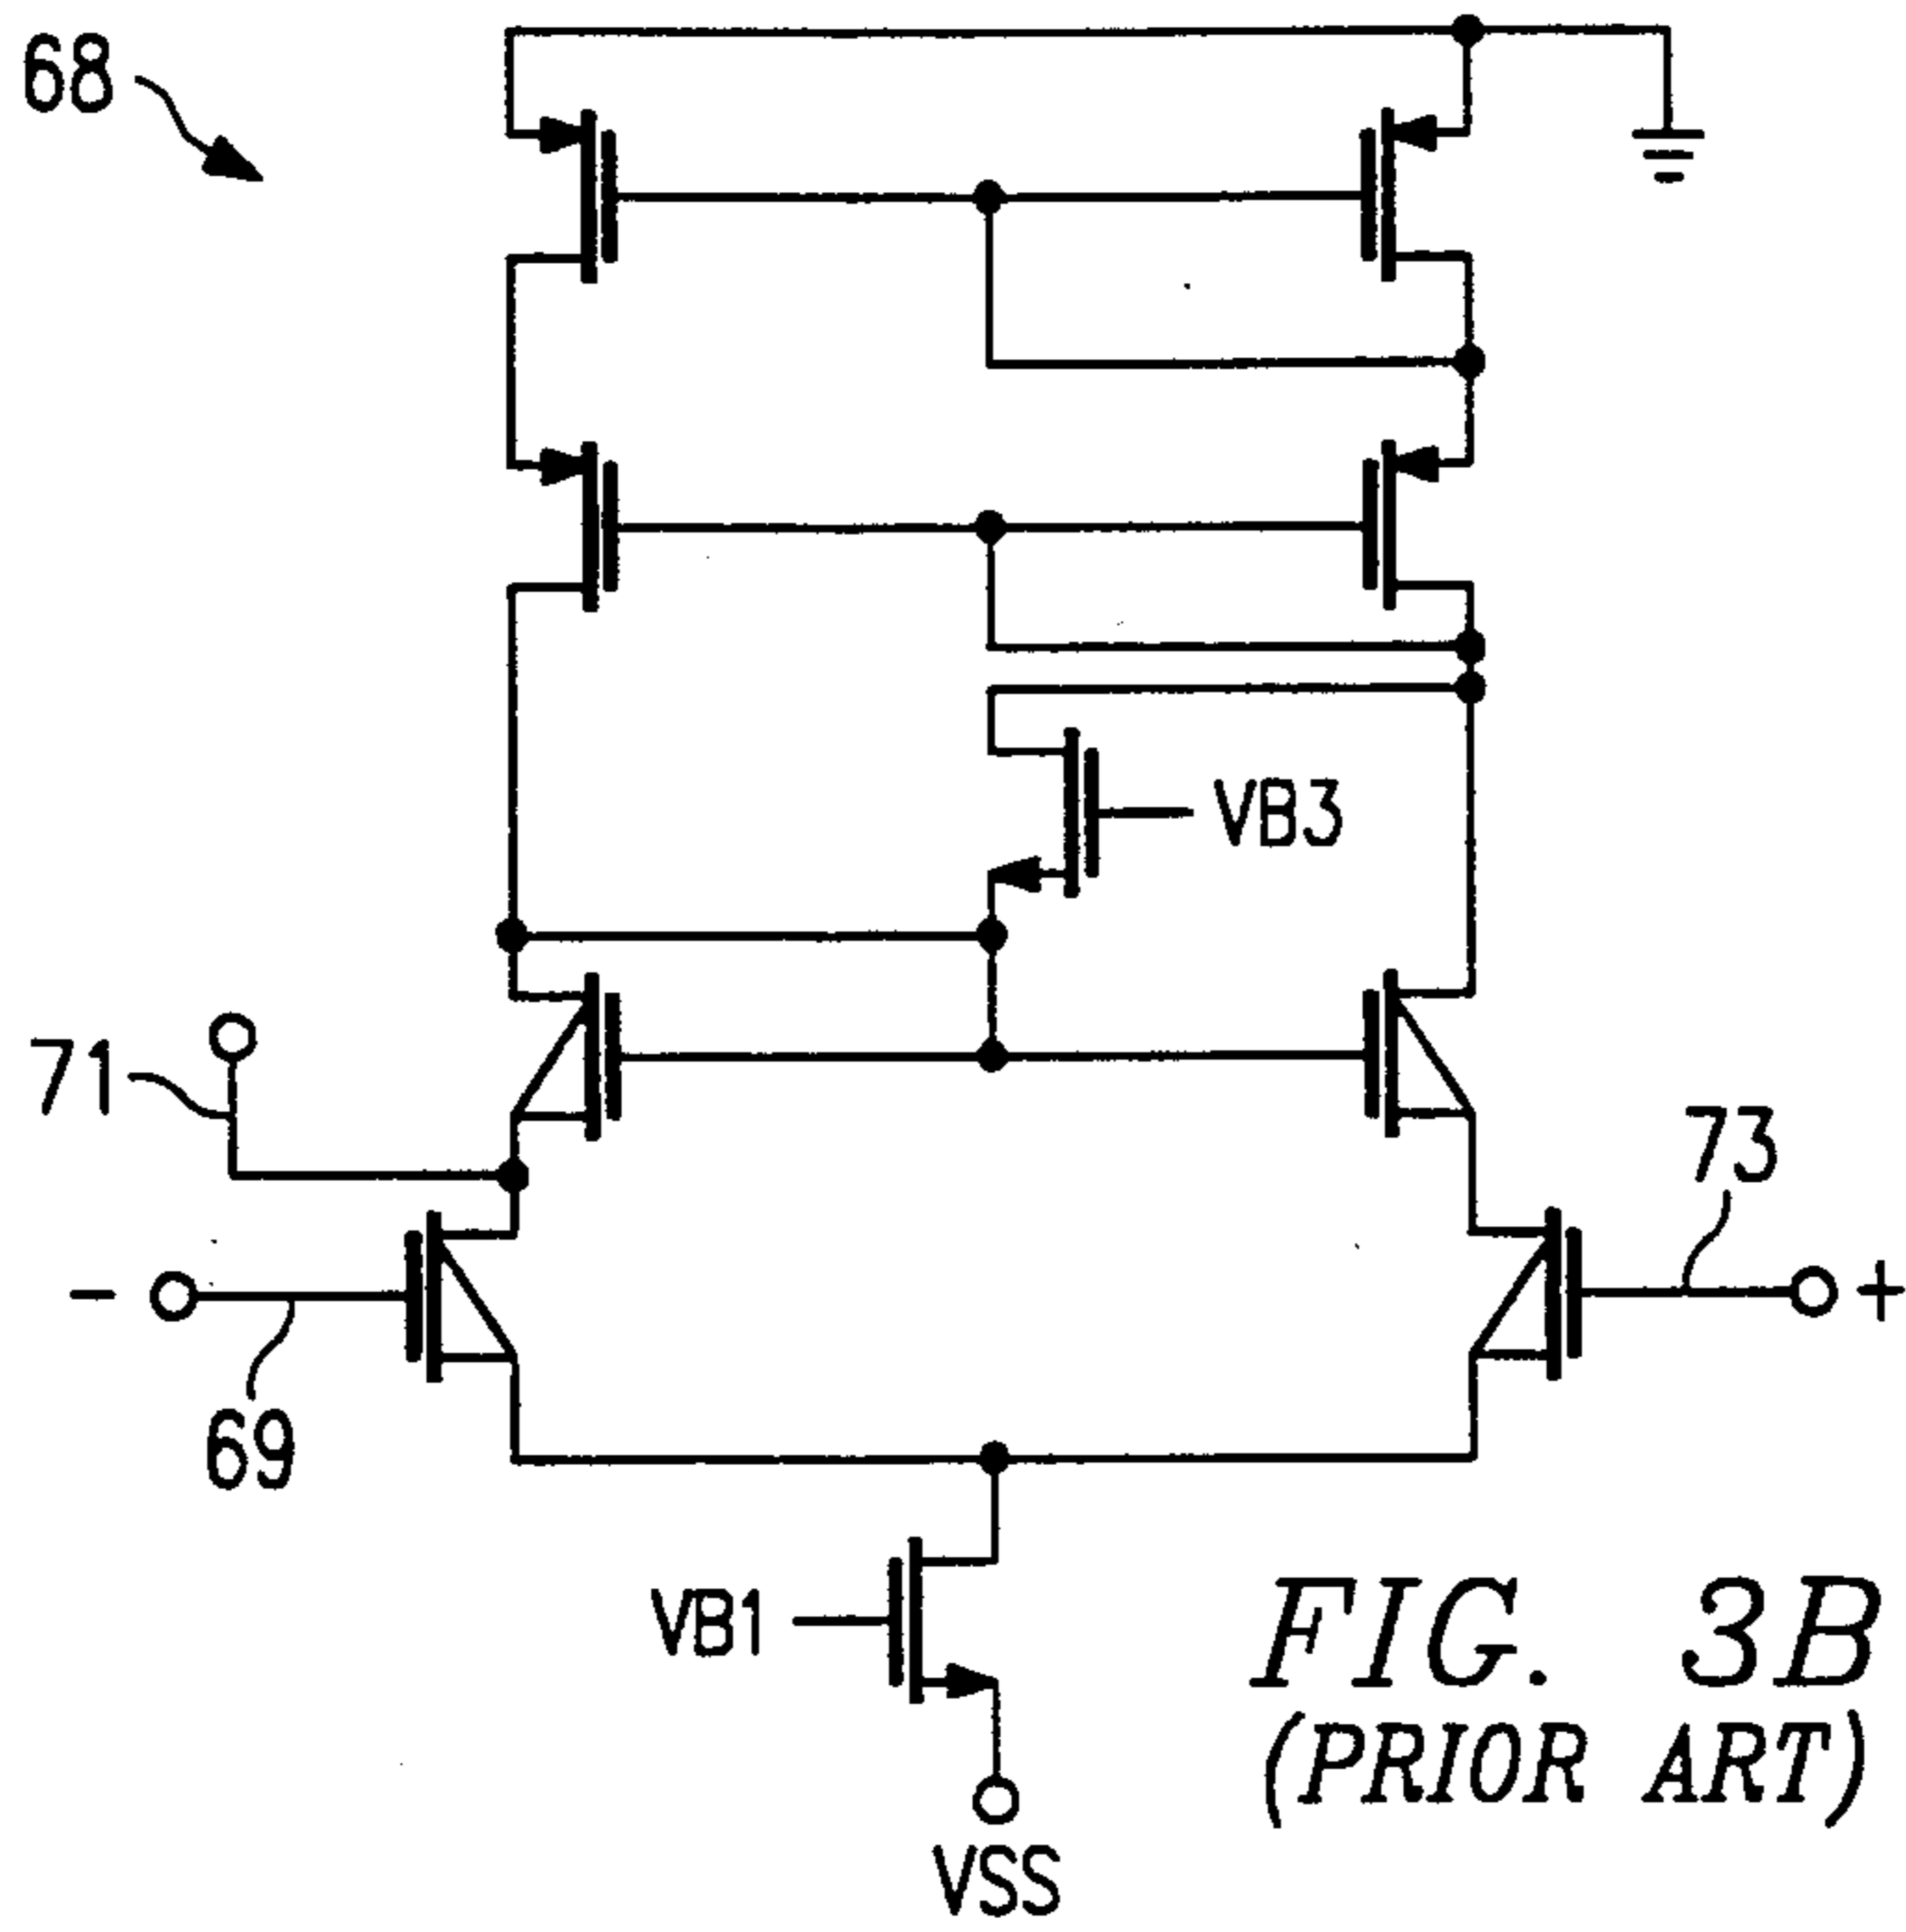 68
VB3
71
73
-
+
69
VB1
FIG. 3B
(PRIOR ART)
VSS